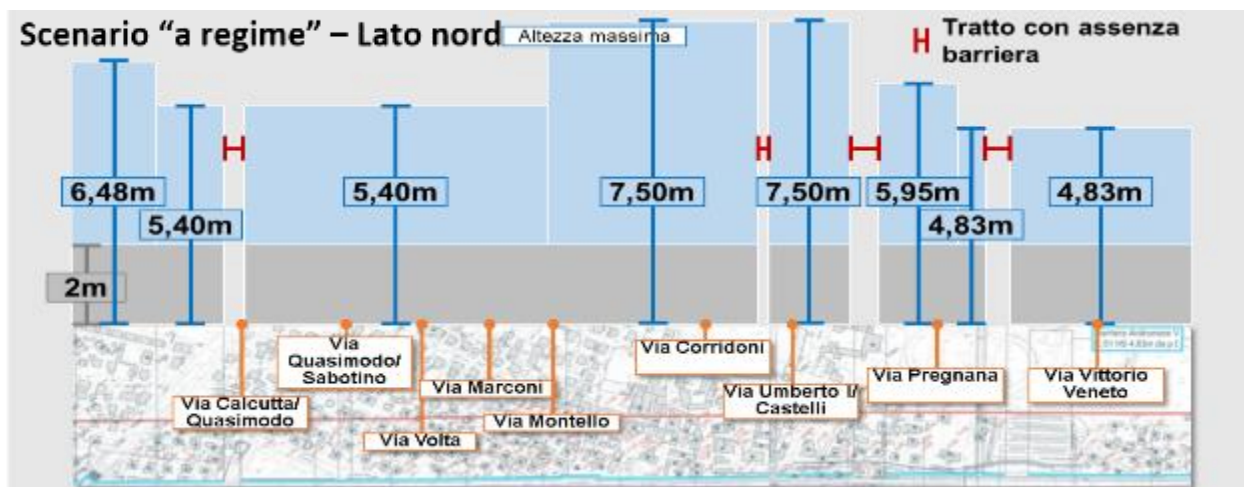 Scenario “a regime” – Lato nord
Altezza massima
Tratto con assenza
barriera
6,48m
5,40m
5,40m
7,50m
7,50m
5,95m
4,83m
4,83m
2m
Via
Quasimodo/
Sabotino
Via Corridoni
Via Marconi
Via Pregnana
Via Vittorio
Veneto
Via Umberto I/
Castelli
Via Calcutta/
Quasimodo
Via Montello
Via Volta